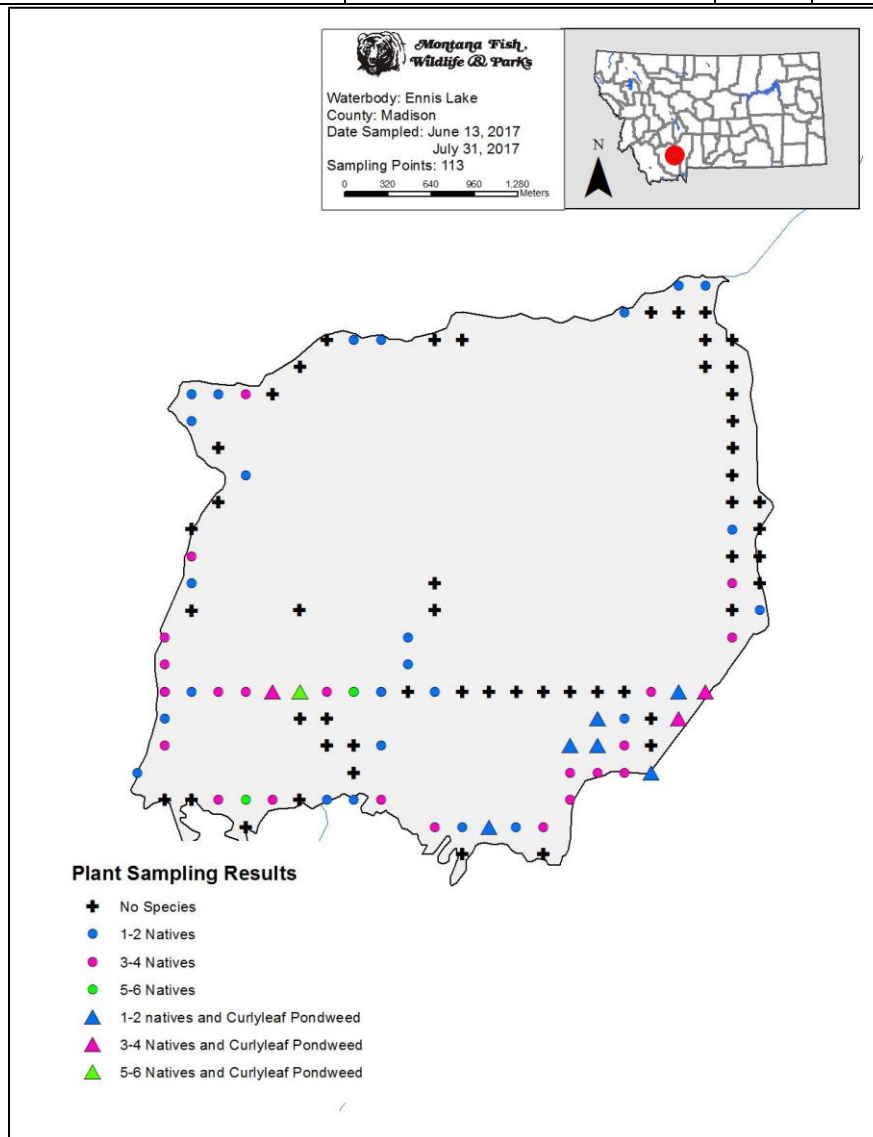 Montana Fish,
Wildlife & Parks
Waterbody: Ennis Lake
County: Madison
Date Sampled: June 13, 2017
July 31, 2017
Sampling Points: 113
0 320 640 960 1,280
Meters
N
Plant Sampling Results
No Species
1-2 Natives
3-4 Natives
5-6 Natives
1-2 natives and Curlyleaf Pondweed
3-4 Natives and Curlyleaf Pondweed
5-6 Natives and Curlyleaf Pondweed